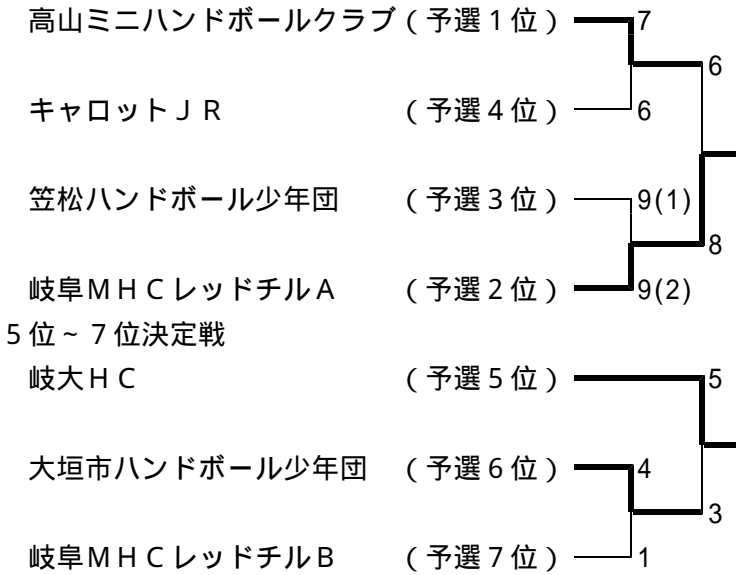 高山ミニハンドボールクラブ(予選1位) 7
6
キャロットJR (予選4位) 6
笠松ハンドボール少年団 (予選3位) 9(1)
8
岐阜MHCレッドチルA (予選2位) 9(2)
5位~7位決定戦
岐大HC (予選5位) 5
大垣市ハンドボール少年団 (予選6位) 4
3
岐阜MHCレッドチルB (予選7位) 1